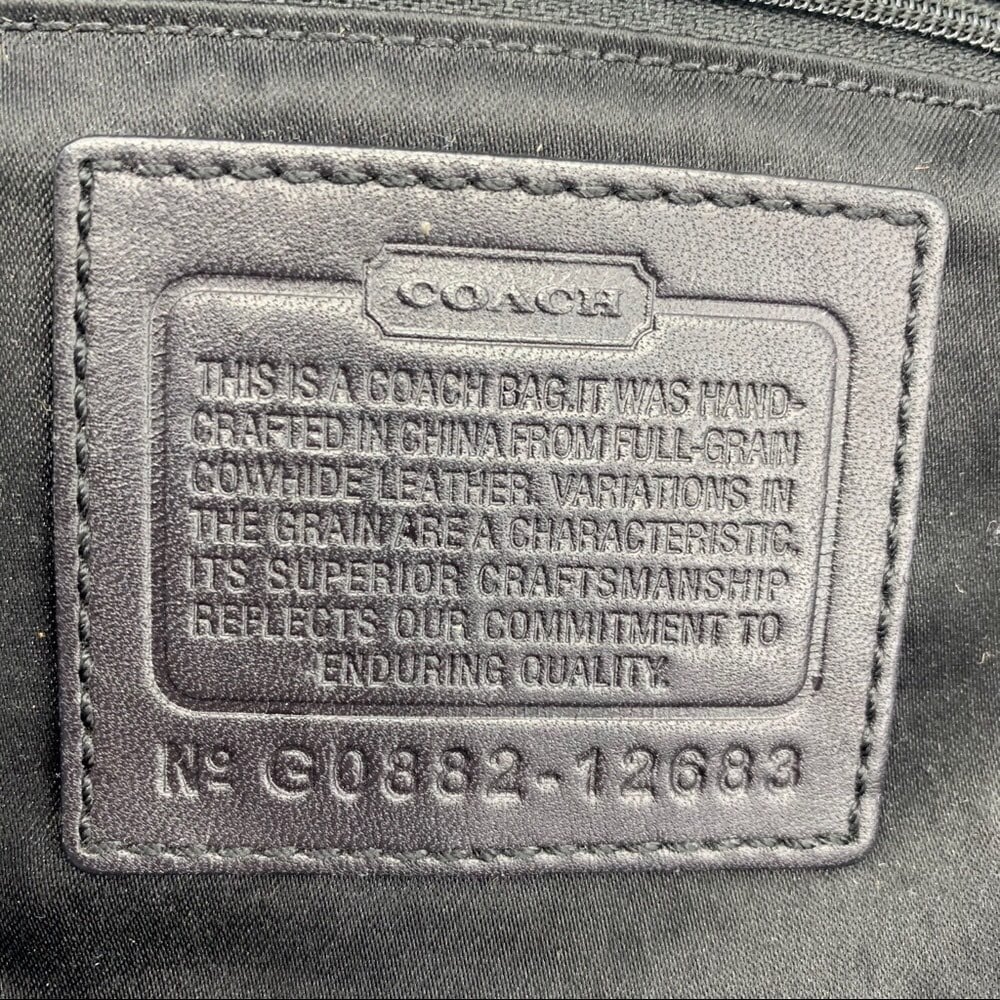 COACH
THIS IS A COACH BAG.IT WAS HAND-
CRAFTED IN CHINA FROM FULL-GRAIN
COWHIDE LEATHER. VARIATIONS IN
THE GRAIN ARE A CHARACTERISTIC.
ITS SUPERIOR CRAFTSMANSHIP
REFLECTS OUR COMMITMENT TO
ENDURING QUALITY.
Nº G0882-12683